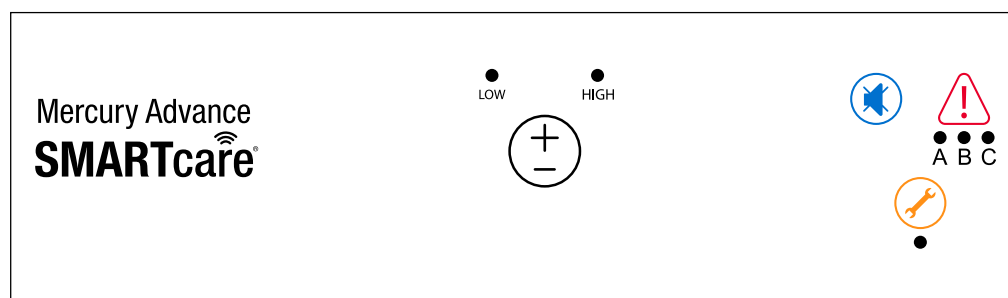 Mercury Advance
SMARTcare®
LOW HIGH
+
−
!
A B C